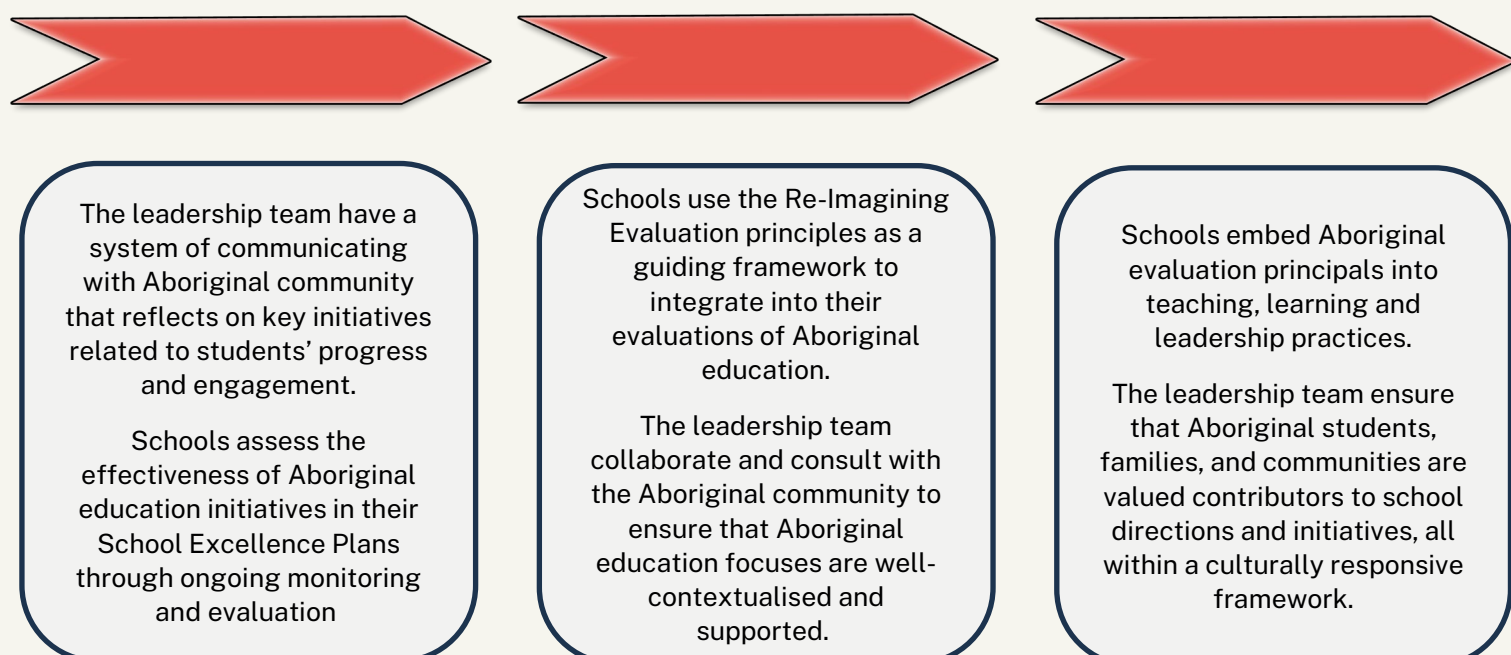 The leadership team have a
system of communicating
with Aboriginal community
that reflects on key initiatives
related to students’ progress
and engagement.
Schools assess the
effectiveness of Aboriginal
education initiatives in their
School Excellence Plans
through ongoing monitoring
and evaluation
Schools use the Re-Imagining
Evaluation principles as a
guiding framework to
integrate into their
evaluations of Aboriginal
education.
The leadership team
collaborate and consult with
the Aboriginal community to
ensure that Aboriginal
education focuses are well-
contextualised and
supported.
Schools embed Aboriginal
evaluation principals into
teaching, learning and
leadership practices.
The leadership team ensure
that Aboriginal students,
families, and communities are
valued contributors to school
directions and initiatives, all
within a culturally responsive
framework.